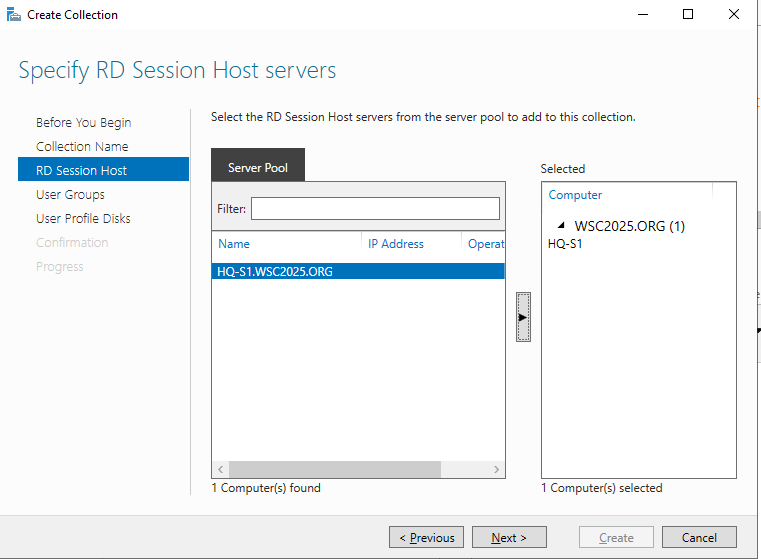 Create Collection
Specify RD Session Host servers
Before You Begin
Collection Name
RD Session Host
User Groups
User Profile Disks
Confirmation
Progress
Select the RD Session Host servers from the server pool to add to this collection.
Server Pool
Filter:
Name IP Address Operat
HQ-S1.WSC2025.ORG
1 Computer(s) found
Selected
Computer
WSC2025.ORG (1)
HQ-S1
1 Computer(s) selected
< Previous Next > Create Cancel